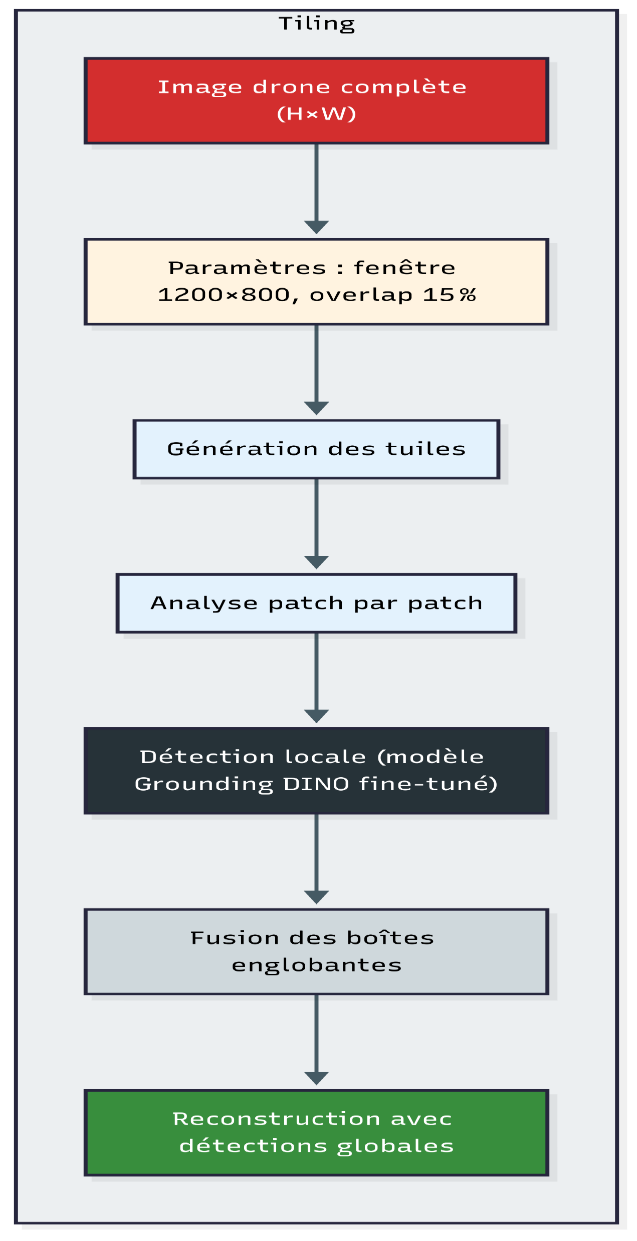 Tiling
Image drone complète
(H×W)
Paramètres : fenêtre
1200×800, overlap 15 %
Génération des tuiles
Analyse patch par patch
Détection locale (modèle
Grounding DINO fine-tuné)
Fusion des boîtes
englobantes
Reconstruction avec
détections globales